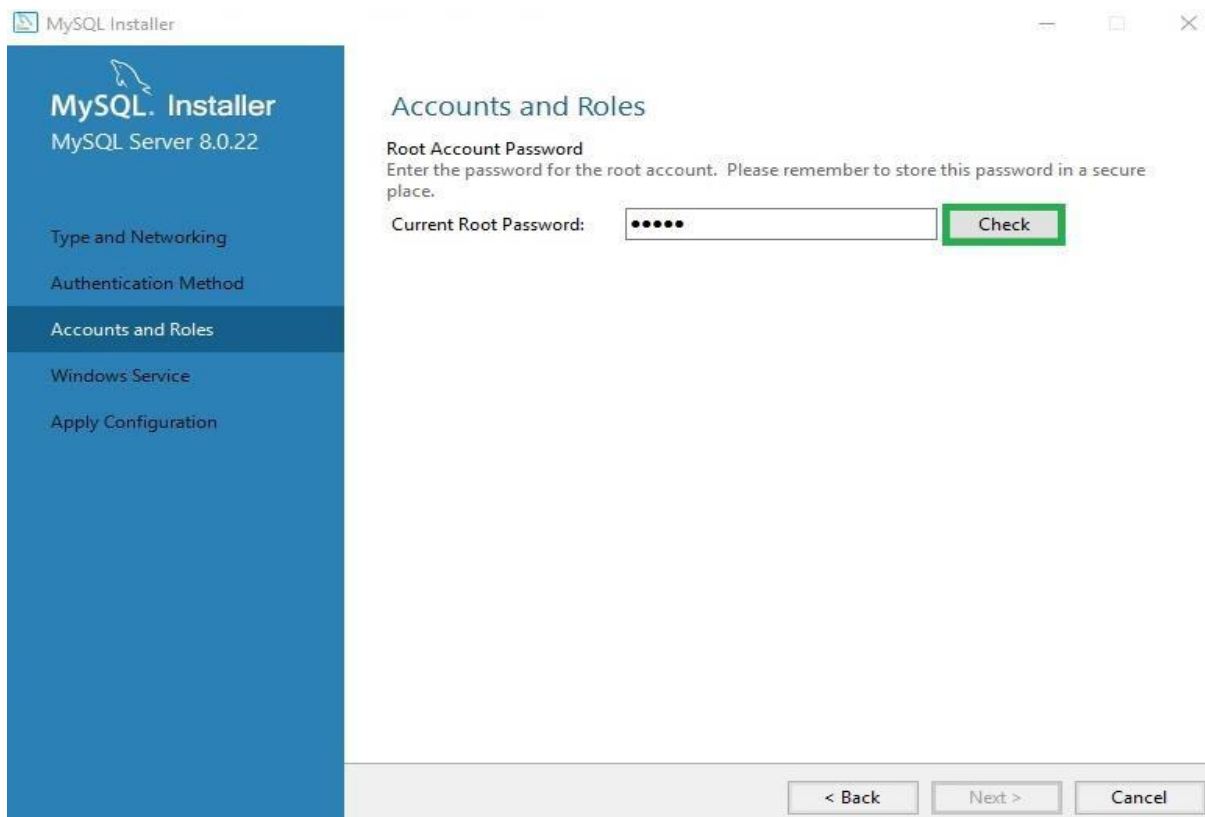 MySQL Installer
MySQL. Installer
MySQL Server 8.0.22
Type and Networking
Authentication Method
Accounts and Roles
Windows Service
Apply Configuration
Accounts and Roles
Root Account Password
Enter the password for the root account. Please remember to store this password in a secure
place.
Current Root Password: ••••• Check
< Back Next > Cancel